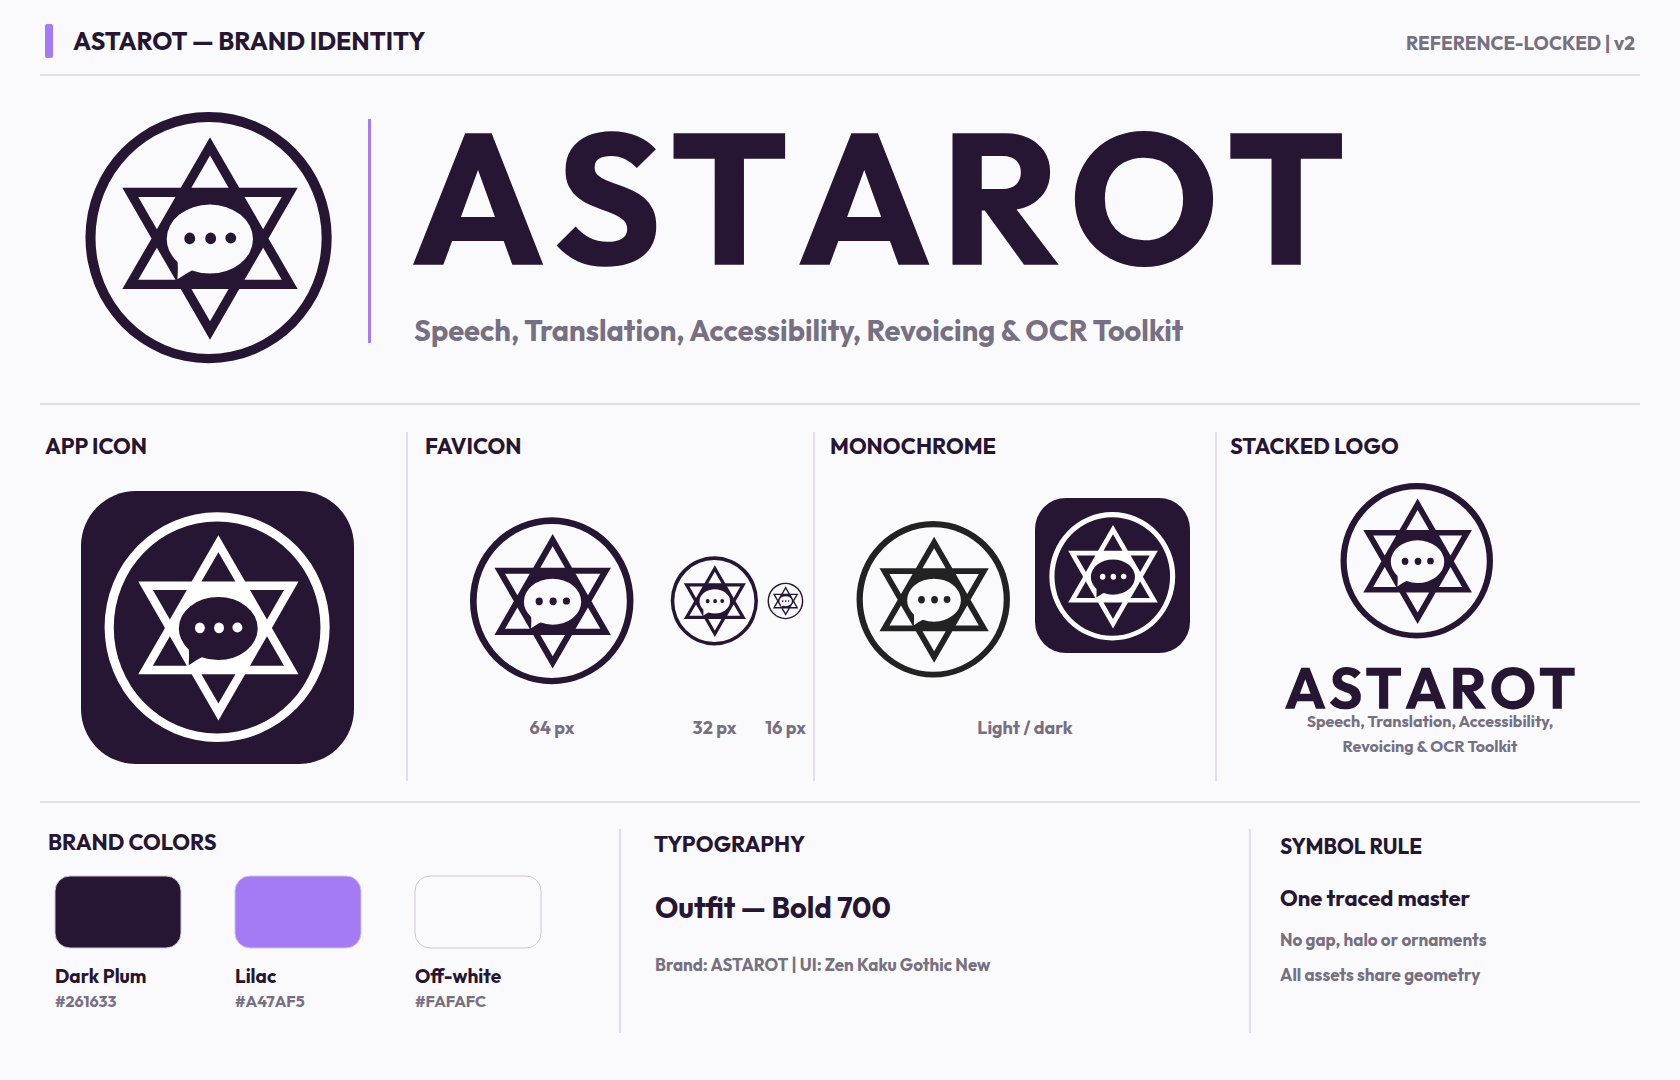 ASTAROT — BRAND IDENTITY
REFERENCE-LOCKED | v2
ASTAROT
Speech, Translation, Accessibility, Revoicing & OCR Toolkit
APP ICON
FAVICON
64 px
32 px
16 px
MONOCHROME
Light / dark
STACKED LOGO
ASTAROT
Speech, Translation, Accessibility,
Revoicing & OCR Toolkit
BRAND COLORS
Dark Plum
#261633
Lilac
#A47AF5
Off-white
#FAFAFC
TYPOGRAPHY
Outfit — Bold 700
Brand: ASTAROT | UI: Zen Kaku Gothic New
SYMBOL RULE
One traced master
No gap, halo or ornaments
All assets share geometry